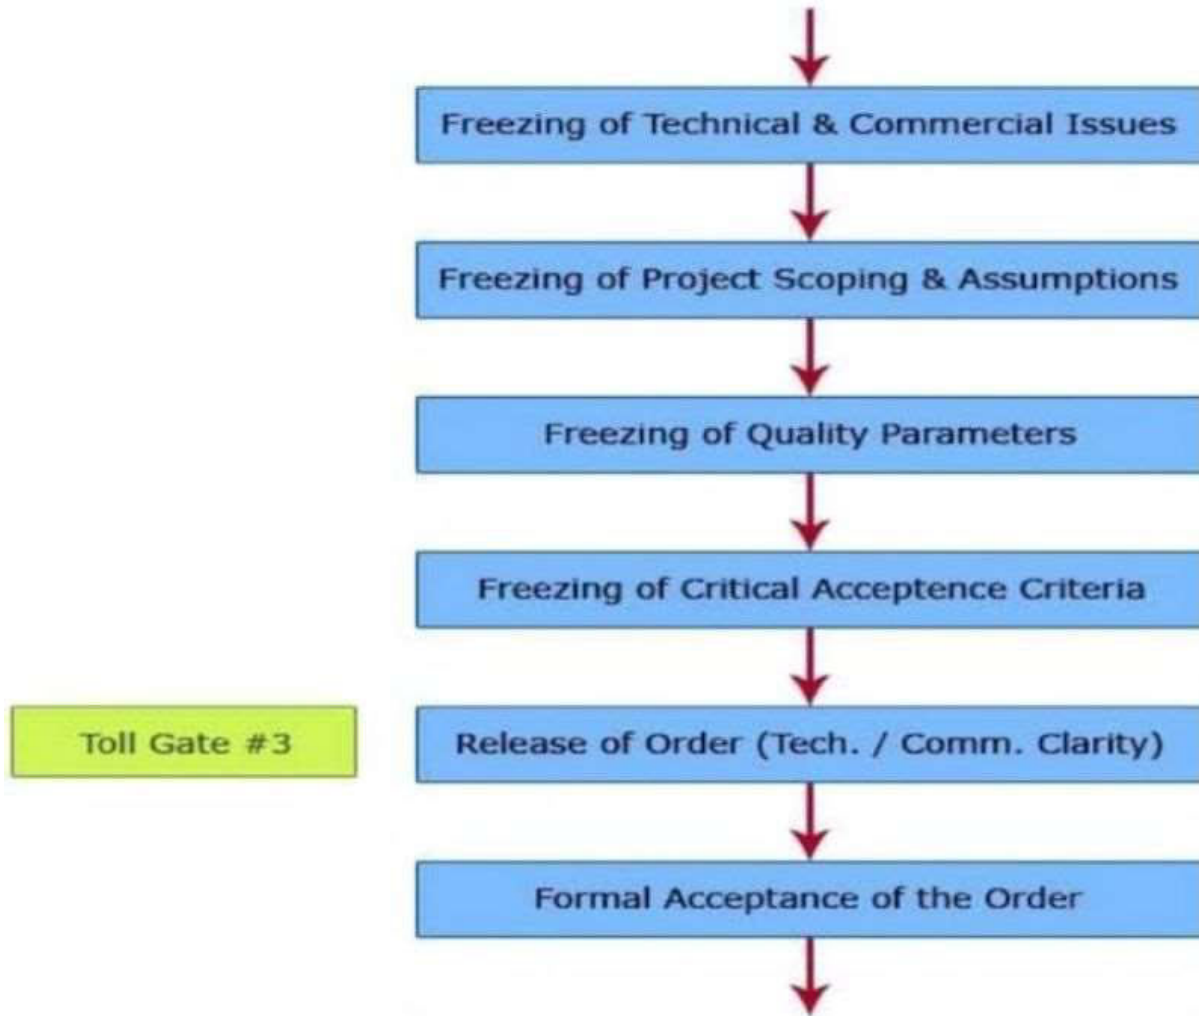 Freezing of Technical & Commercial Issues
Freezing of Project Scoping & Assumptions
Freezing of Quality Parameters
Freezing of Critical Acceptence Criteria
Toll Gate #3
Release of Order (Tech. / Comm. Clarity)
Formal Acceptance of the Order